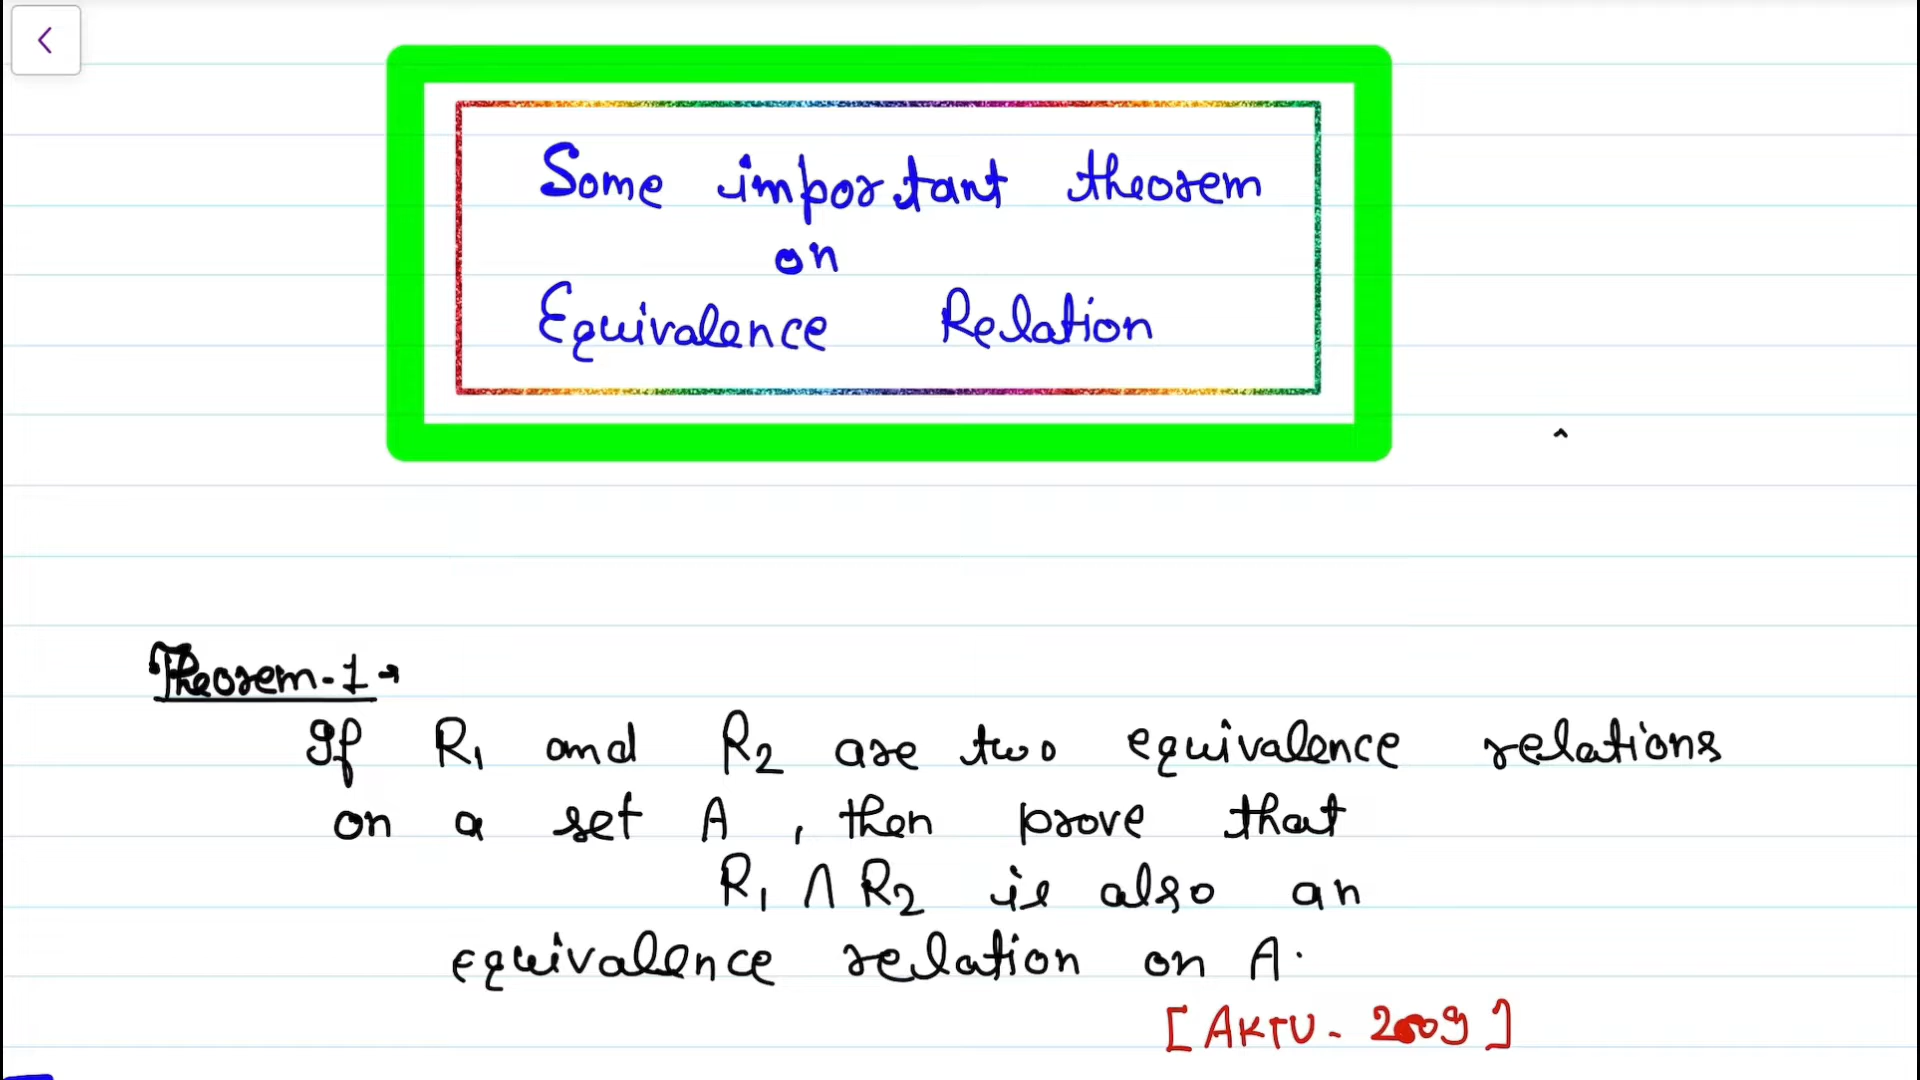 Some important theorem
on
Equivalence Relation
Theorem-1→
If R1 and R2 are two equivalence relations
on a set A, then prove that
R1 ∩ R2 is also an
equivalence relation on A.
[AKTU- 2009]